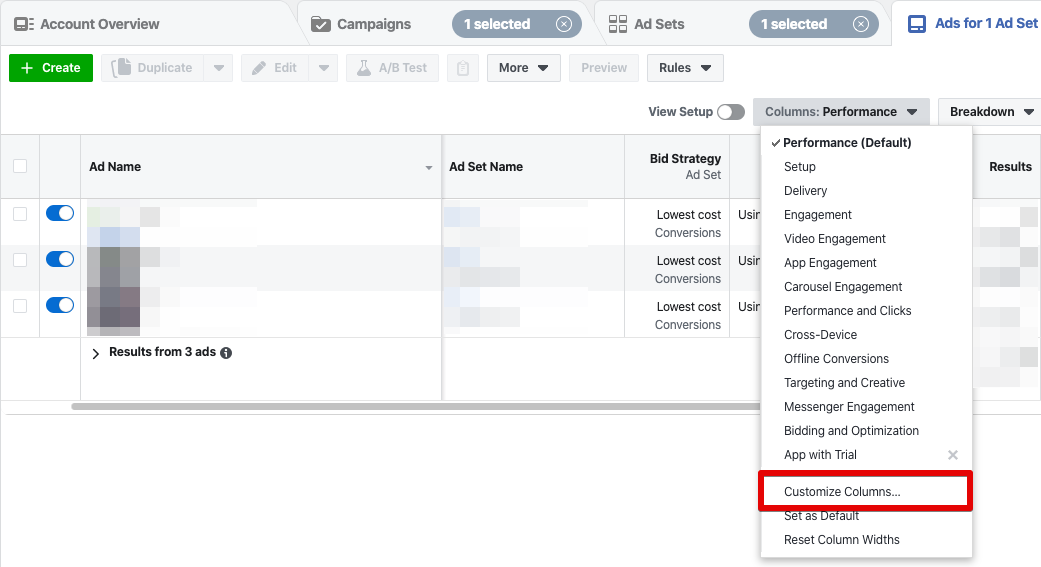 Account Overview
Campaigns
1 selected
Ad Sets
1 selected
Ads for 1 Ad Set
+ Create
Duplicate
Edit
A/B Test
More
Preview
Rules
View Setup
Columns: Performance
Breakdown
Ad Name
Ad Set Name
Bid Strategy
Ad Set
Results
Lowest cost
Conversions
Usin
Lowest cost
Conversions
Usin
Lowest cost
Conversions
Usin
Results from 3 ads
Performance (Default)
Setup
Delivery
Engagement
Video Engagement
App Engagement
Carousel Engagement
Performance and Clicks
Cross-Device
Offline Conversions
Targeting and Creative
Messenger Engagement
Bidding and Optimization
App with Trial
Customize Columns...
Set as Default
Reset Column Widths